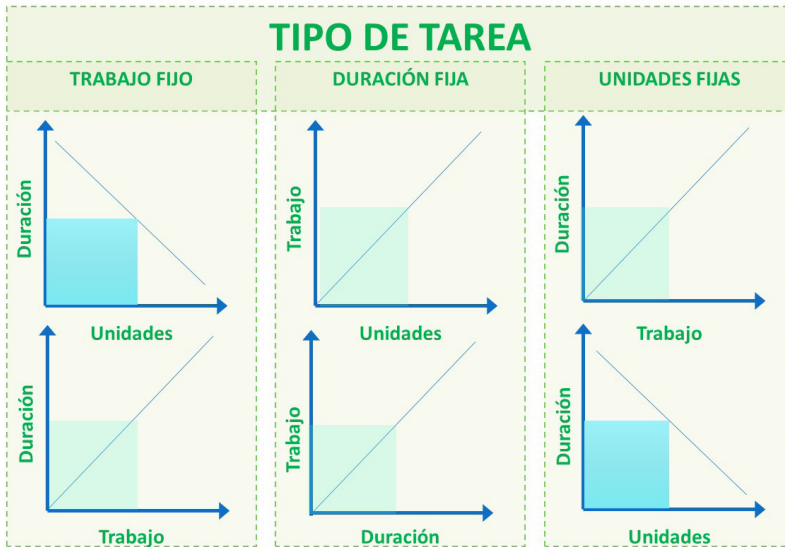 TIPO DE TAREA
TRABAJO FIJO
DURACIÓN FIJA
UNIDADES FIJAS
Duración
Unidades
Trabajo
Unidades
Duración
Trabajo
Duración
Trabajo
Trabajo
Duración
Duración
Unidades